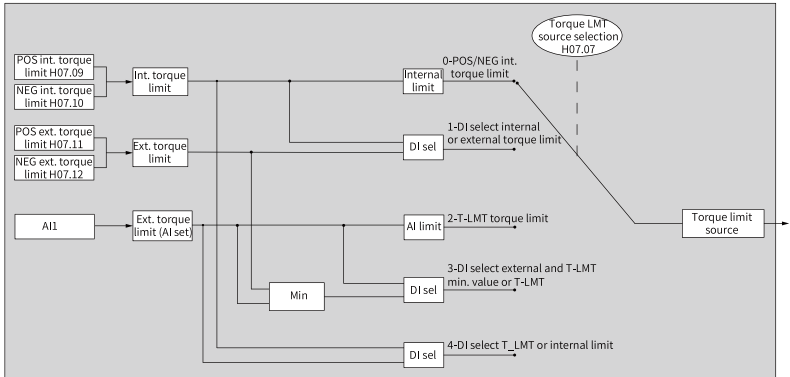 Torque LMT
source selection
H07.07
POS int. torque
limit H07.09
NEG int. torque
limit H07.10
Int. torque
limit
Internal
limit
0-POS/NEG int.
torque limit
POS ext. torque
limit H07.11
NEG ext. torque
limit H07.12
Ext. torque
limit
DI sel
1-DI select internal
or external torque limit
AI1
Ext. torque
limit (AI set)
AI limit
2-T-LMT torque limit
Torque limit
source
Min
DI sel
3-DI select external and T-LMT
min. value or T-LMT
DI sel
4-DI select T_LMT or internal limit